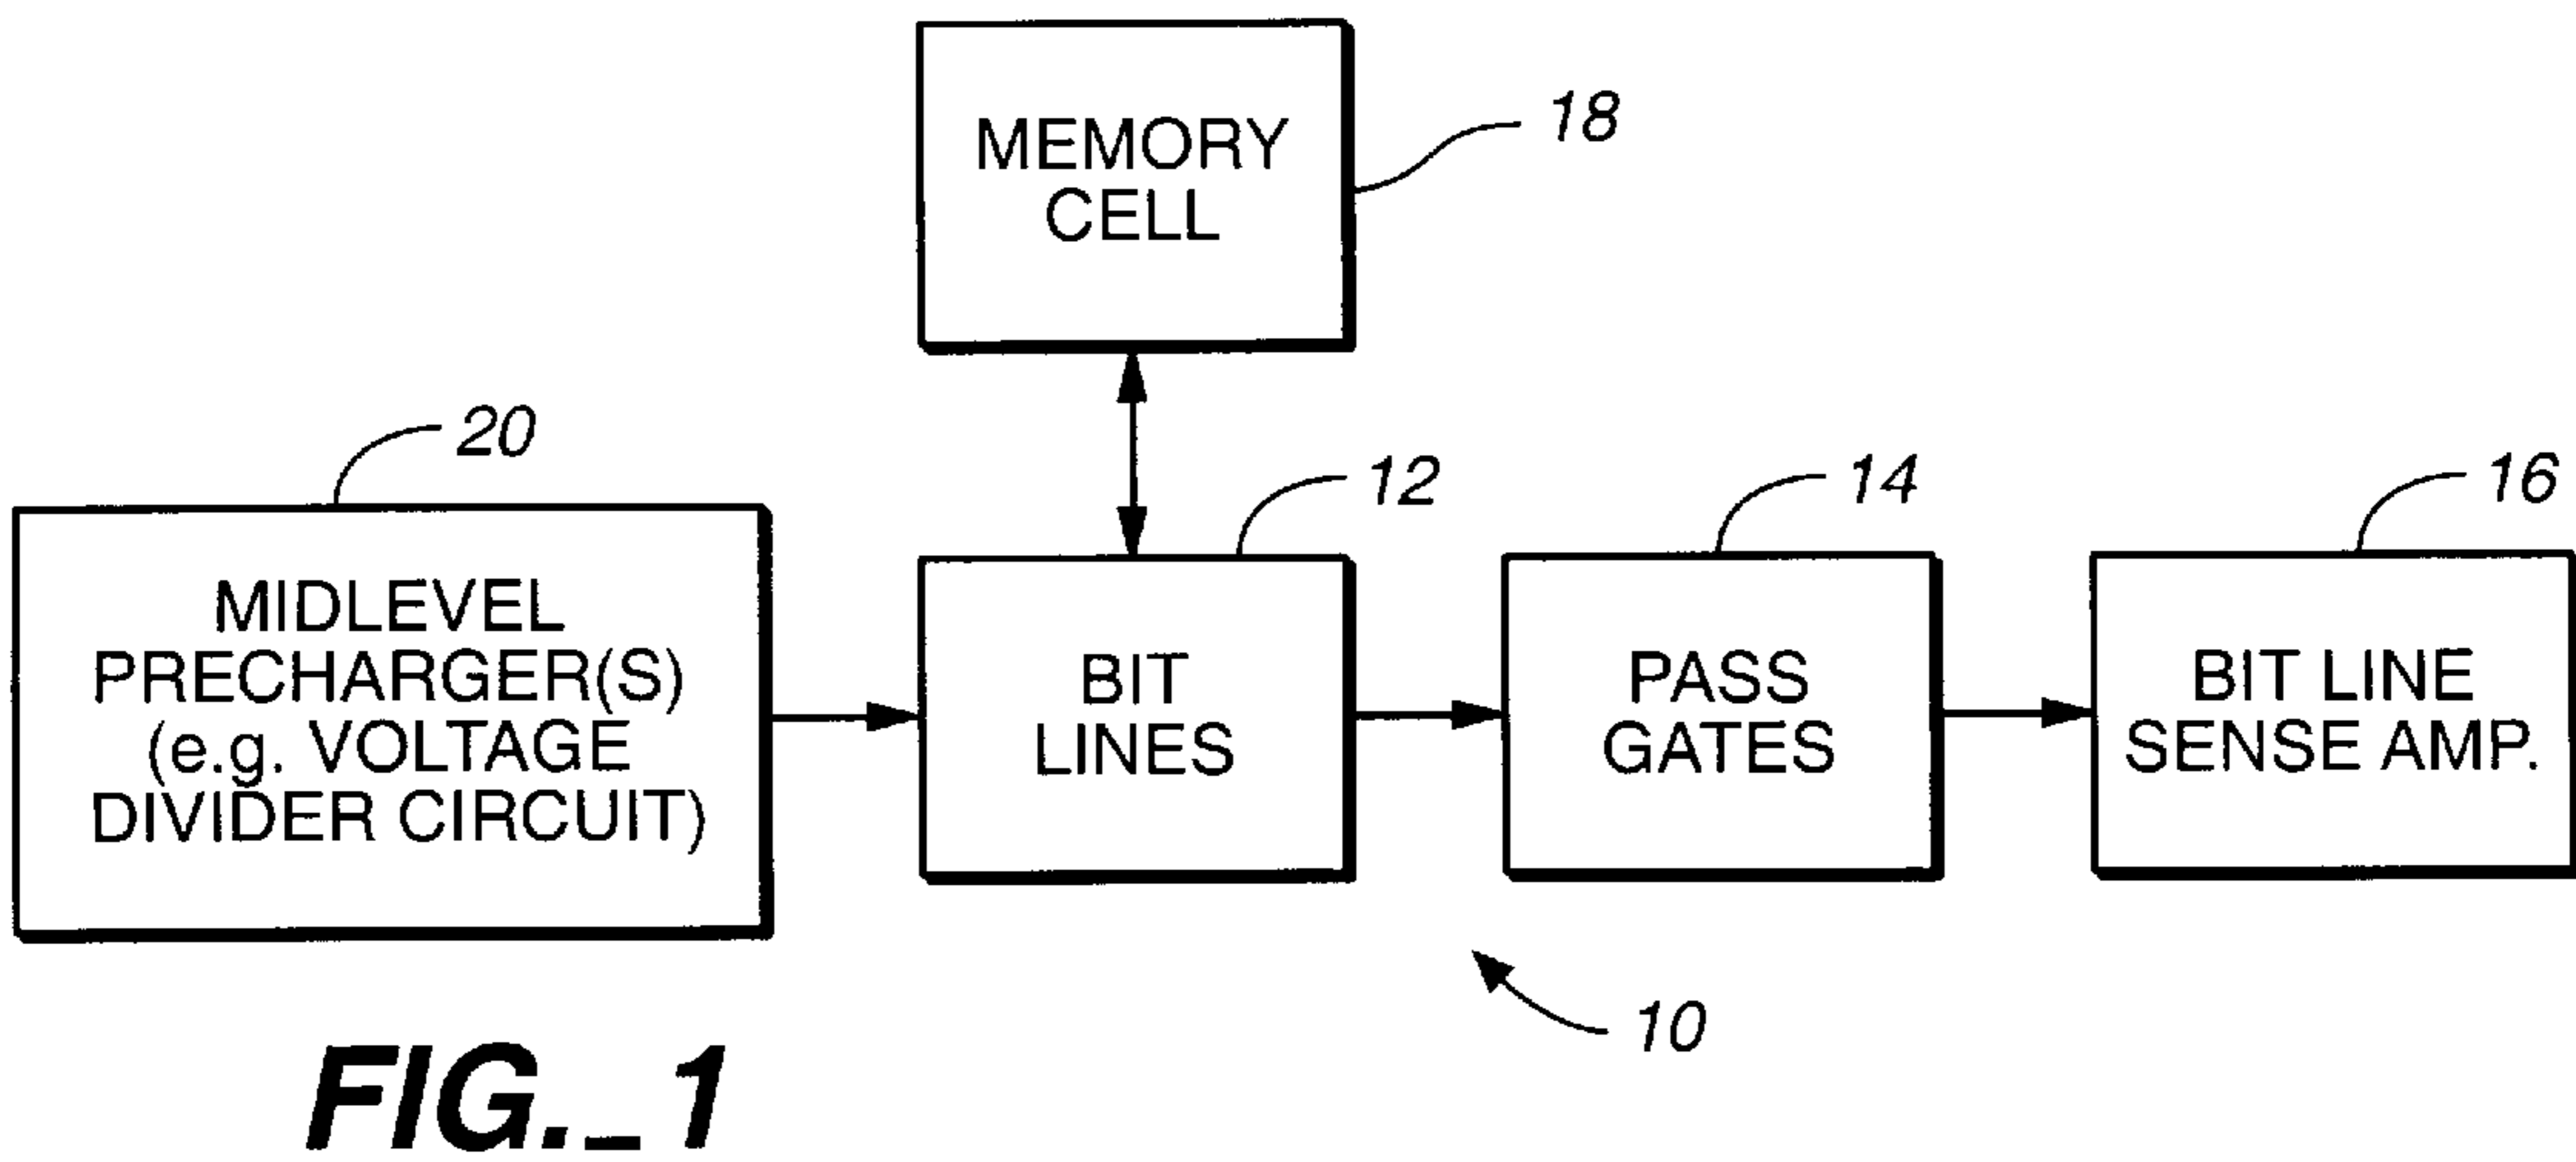 MEMORY
CELL
18
20
12
14
16
MIDLEVEL
PRECHARGER(S)
(e.g. VOLTAGE
DIVIDER CIRCUIT)
BIT
LINES
PASS
GATES
BIT LINE
SENSE AMP.
10
FIG._1